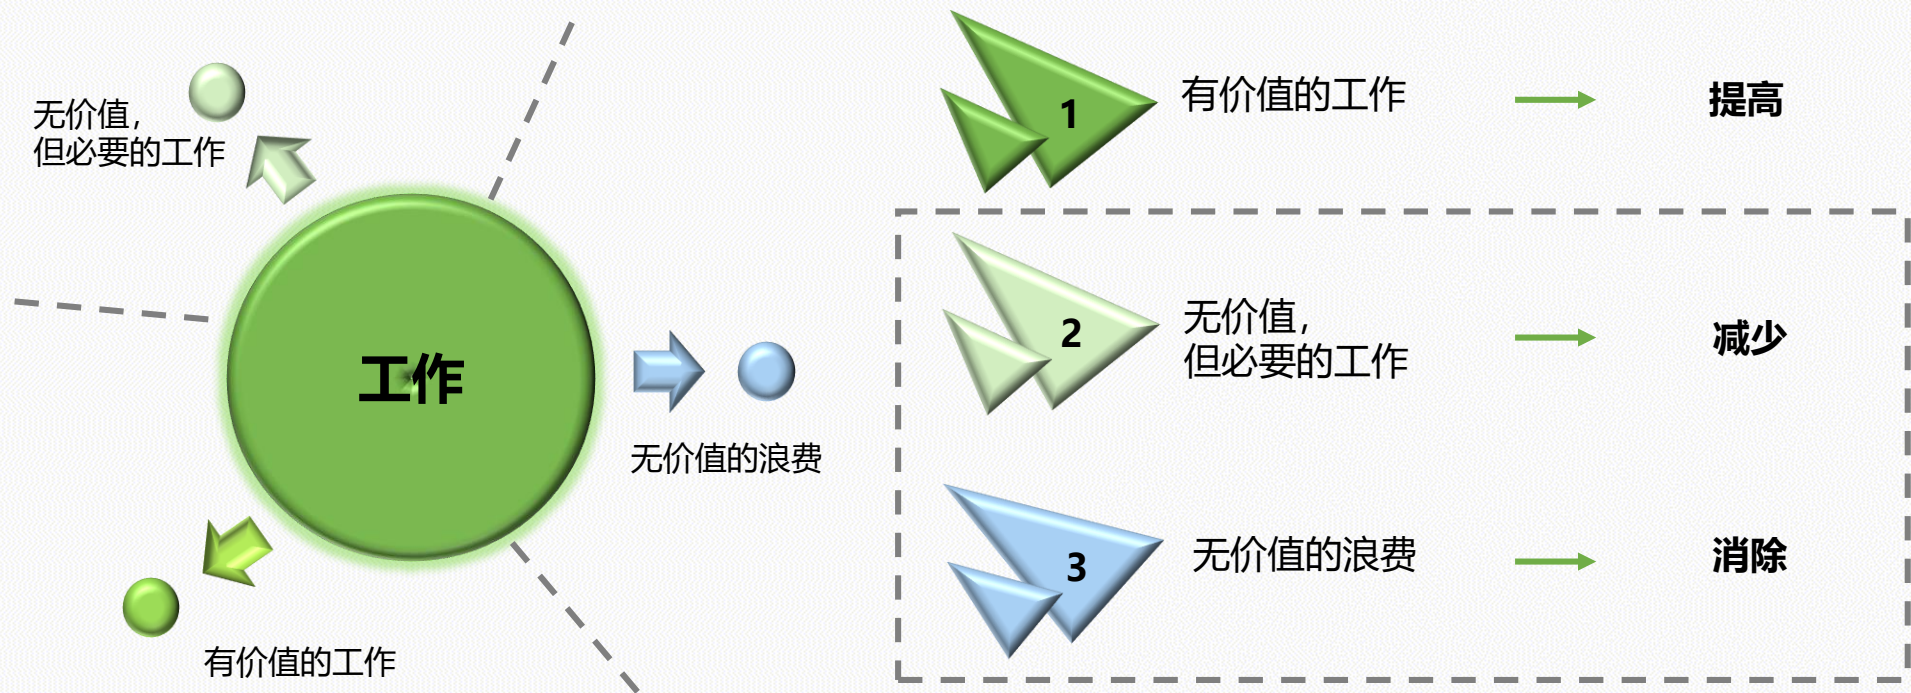 无价值，
但必要的工作
工作
无价值的浪费
有价值的工作
1
有价值的工作
提高
2
无价值，
但必要的工作
减少
3
无价值的浪费
消除